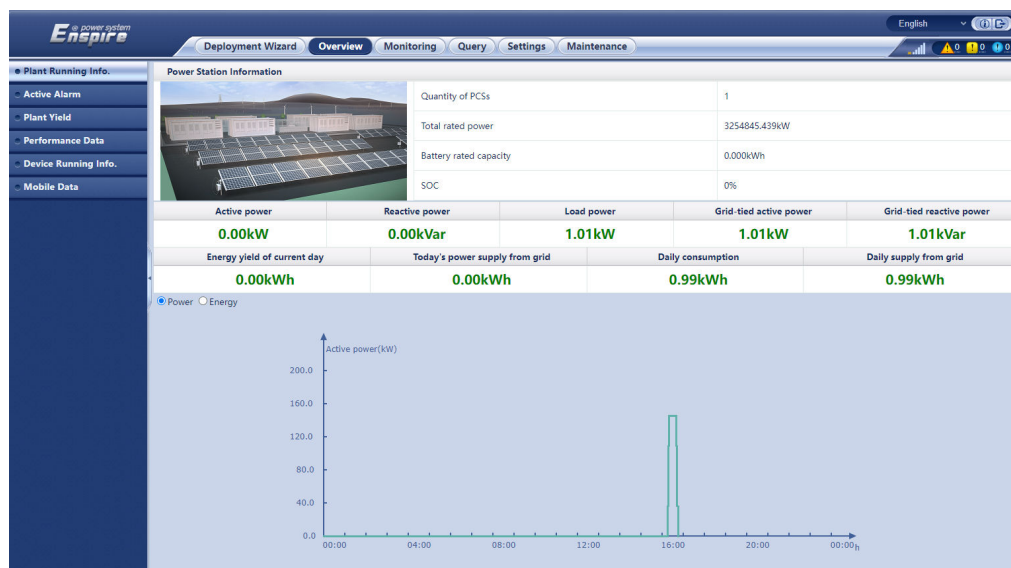 power system
Enspire
English
Deployment Wizard Overview Monitoring Query Settings Maintenance
0 0 0
Plant Running Info.
Active Alarm
Plant Yield
Performance Data
Device Running Info.
Mobile Data
Power Station Information
Quantity of PCSs 1
Total rated power 3254845.439kW
Battery rated capacity 0.000kWh
SOC 0%
Active power Reactive power Load power Grid-tied active power Grid-tied reactive power
0.00kW 0.00kVar 1.01kW 1.01kW 1.01kVar
Energy yield of current day Today's power supply from grid Daily consumption Daily supply from grid
0.00kWh 0.00kWh 0.99kWh 0.99kWh
Power Energy
Active power(kW)
200.0
160.0
120.0
80.0
40.0
0.0
00:00 04:00 08:00 12:00 16:00 20:00 00:00 h